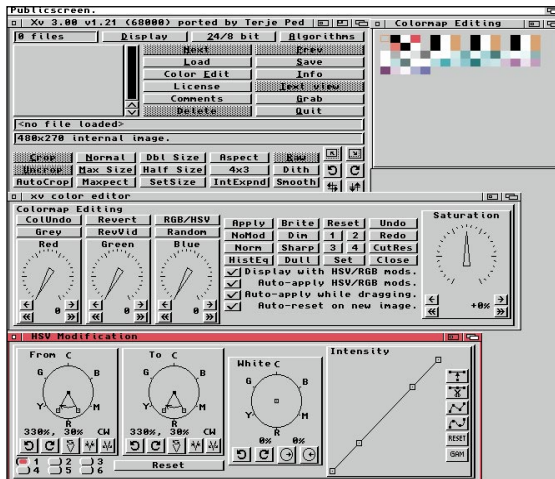 Publicscreen.
Xv 3.00 v1.21 (68000) ported by Terje Ped
Colormap Editing
0 files
Display
24/8 bit
Algorithms
Next
Prev
Load
Save
Color Edit
Info
License
Text view
Comments
Grab
Delete
Quit
<no file loaded>
480x270 internal image.
Crop
Normal
Dbl Size
Aspect
Raw
Uncrop
Max Size
Half Size
4x3
Dith
AutoCrop
Maxpect
SetSize
IntExpnd
Smooth
xv color editor
Colormap Editing
ColUndo
Revert
RGB/HSV
Grey
RevVid
Random
Red
Green
Blue
0
0
0
Apply
Brite
Reset
Undo
NoMod
Dim
1
2
Redo
Norm
Sharp
3
4
CutRes
HistEq
Dull
Set
Close
Display with HSV/RGB mods.
Auto-apply HSV/RGB mods.
Auto-apply while dragging.
Auto-reset on new image.
Saturation
+0%
HSV Modification
From
C
G
B
Y
M
R
330%, 30% CW
To
C
G
B
Y
M
R
330%, 30% CW
White
C
G
B
Y
M
R
0% 0%
Intensity
RESET
GAM
1
2
3
4
5
6
Reset